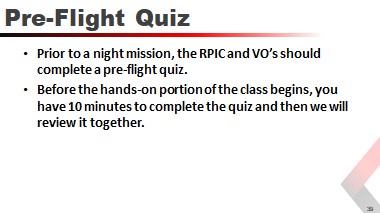 Pre-Flight Quiz
• Prior to a night mission, the RPIC and VO's should
complete a pre-flight quiz.
• Before the hands-on portion of the class begins, you
have 10 minutes to complete the quiz and then we will
review it together.
39